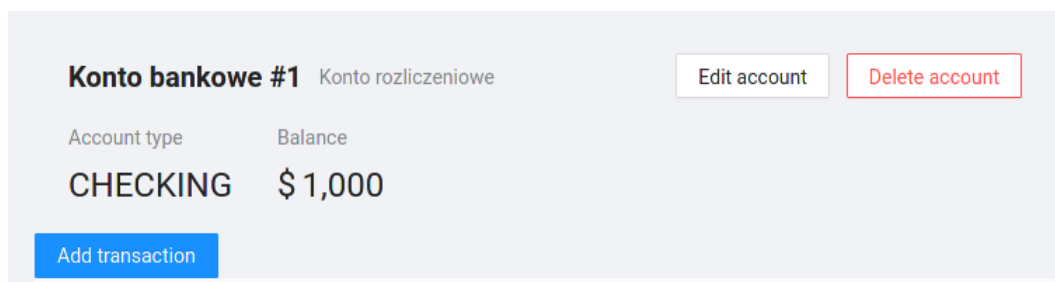 Konto bankowe #1 Konto rozliczeniowe Edit account Delete account
Account type Balance
CHECKING $ 1,000
Add transaction